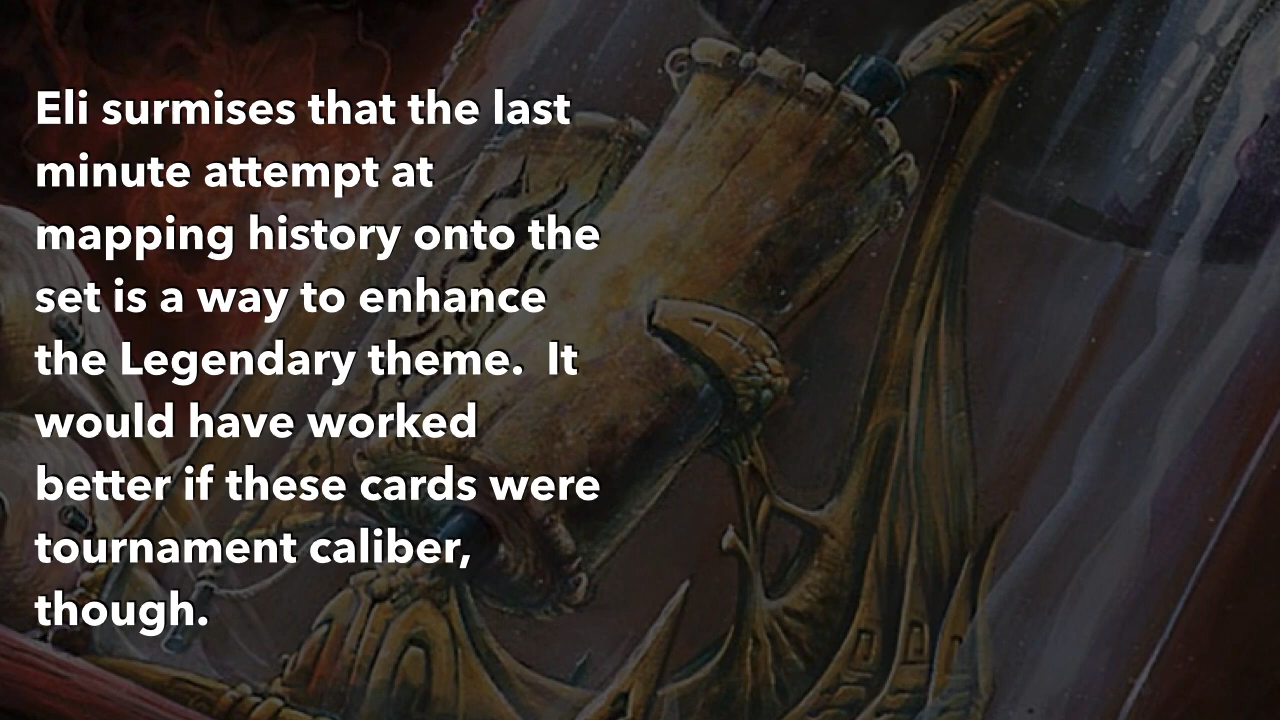 Eli surmises that the last
minute attempt at
mapping history onto the
set is a way to enhance
the Legendary theme.  It
would have worked
better if these cards were
tournament caliber,
though.